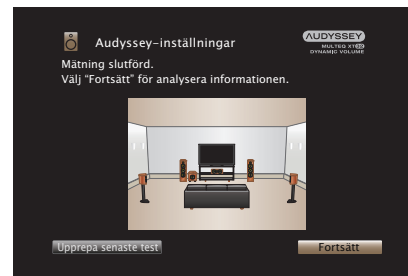 Audyssey-inställningar
AUDYSSEY
MULTEQ XT32
DYNAMIC VOLUME
Mätning slutförd.
Välj "Fortsätt" för analysera informationen.
Upprepa senaste test
Fortsätt